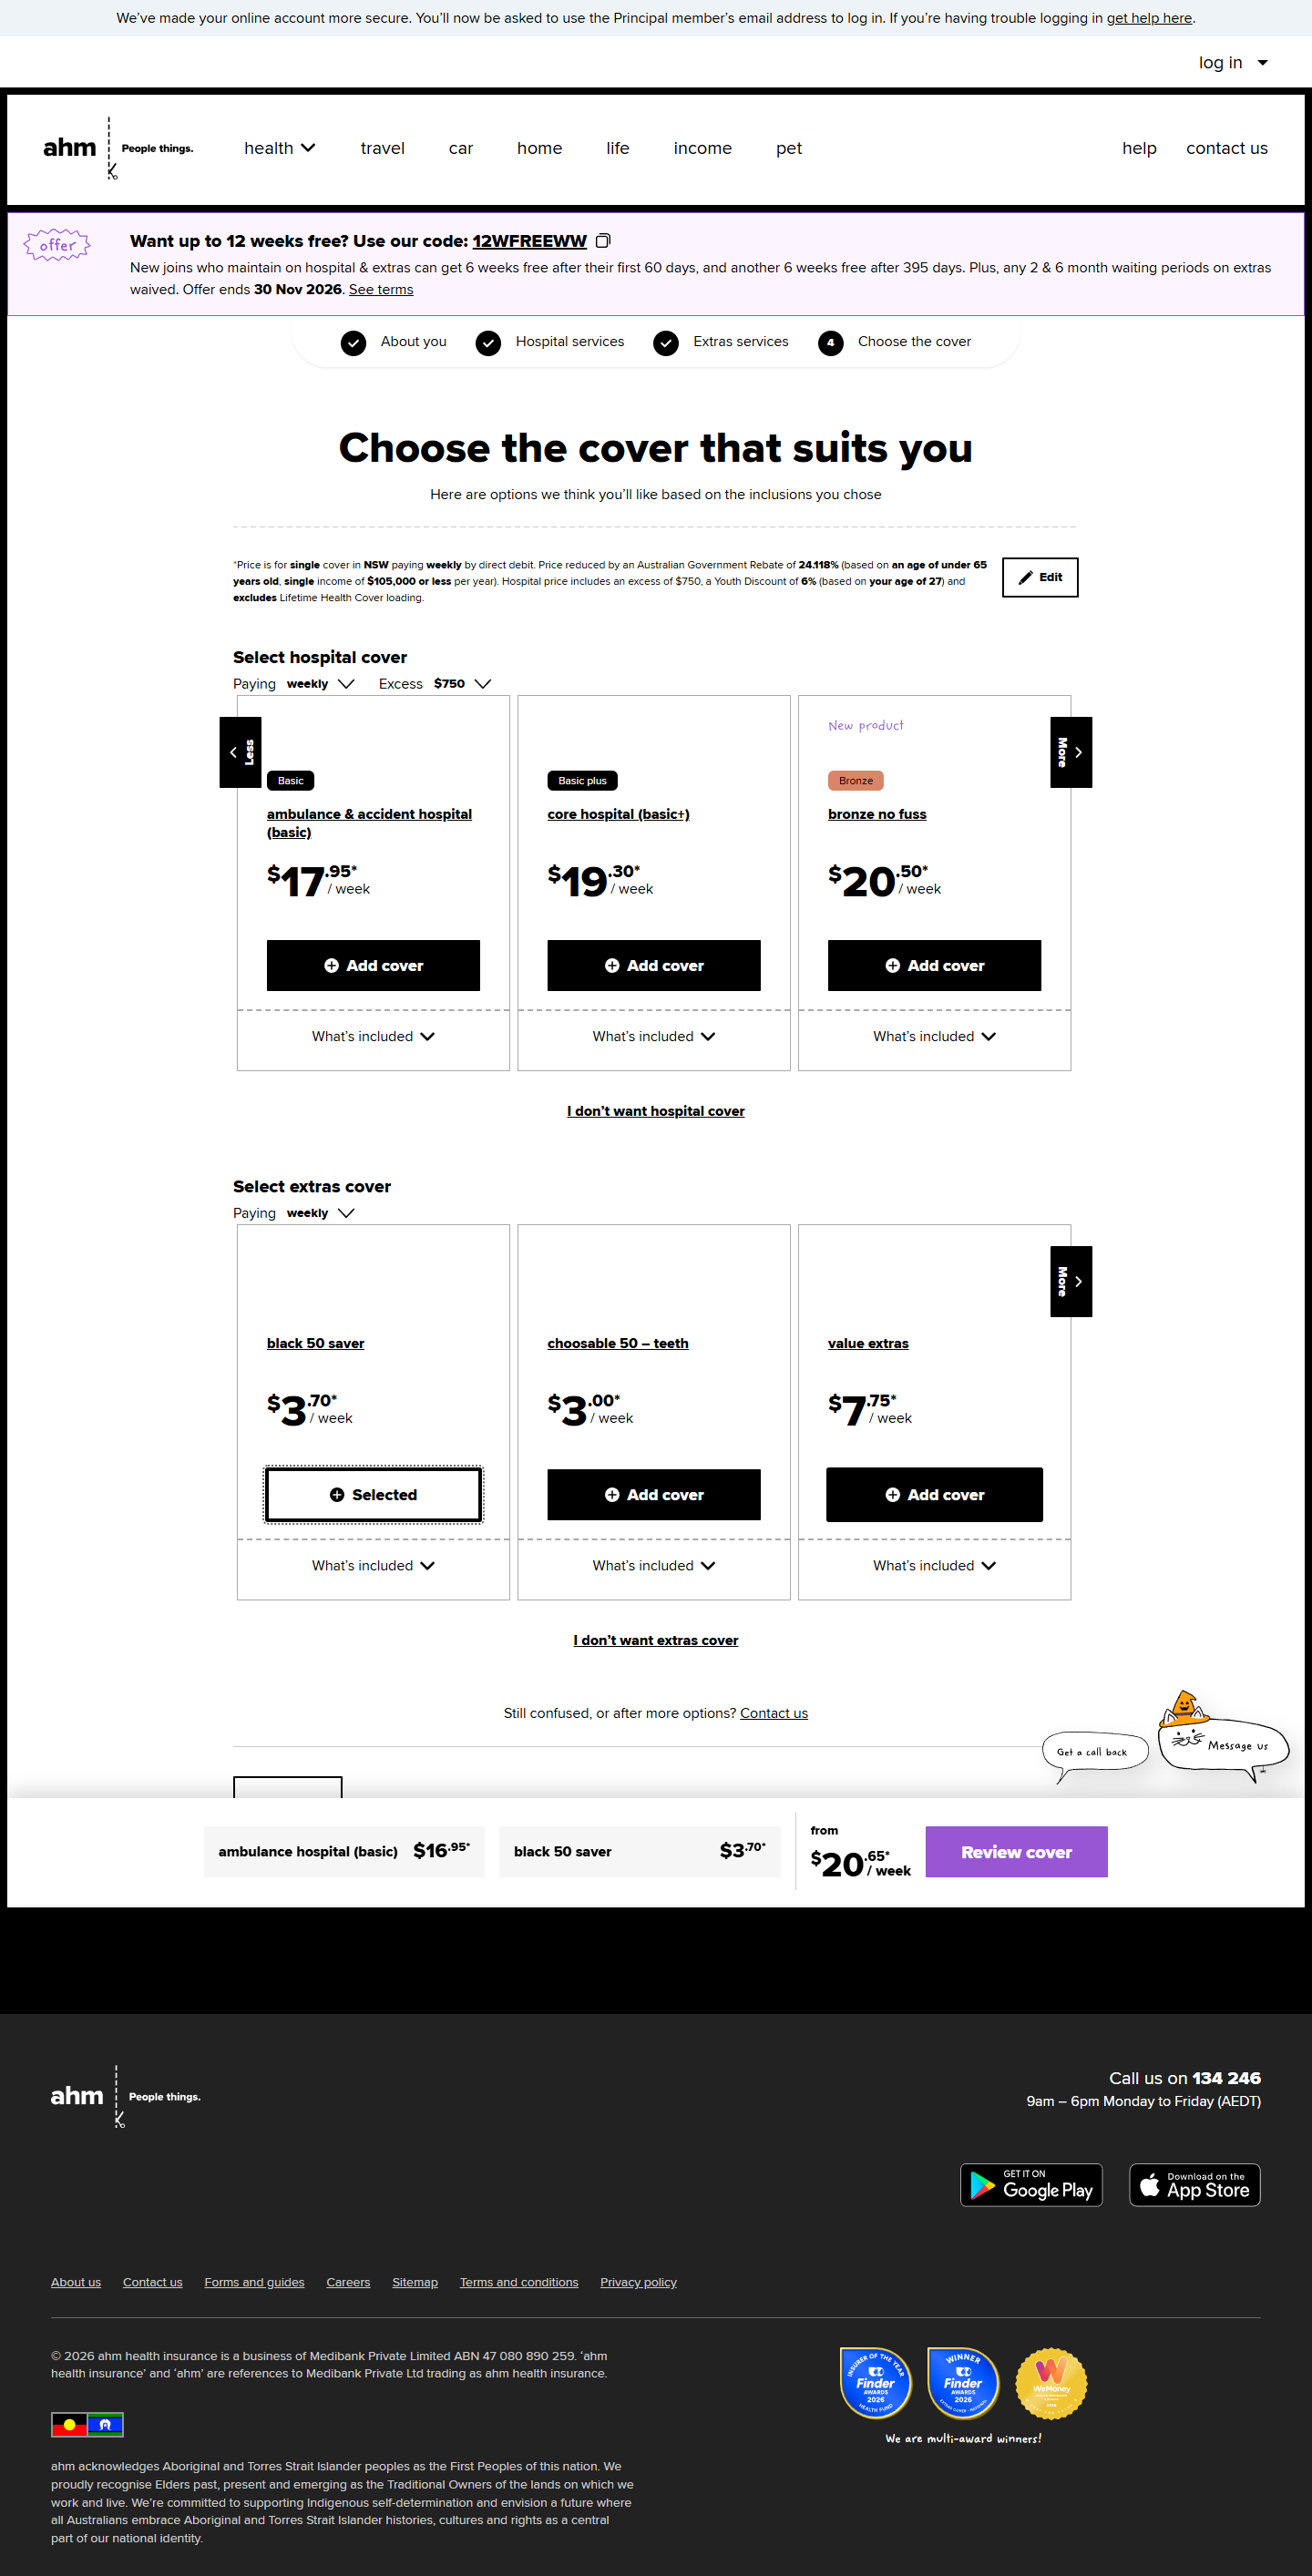 We've made your online account more secure. You'll now be asked to use the Principal member's email address to log in. If you're having trouble logging in get help here.
log in
ahm People things.
health travel car home life income pet help contact us
offer
Want up to 12 weeks free? Use our code: 12WFREEWW
New joins who maintain on hospital & extras can get 6 weeks free after their first 60 days, and another 6 weeks free after 395 days. Plus, any 2 & 6 month waiting periods on extras
waived. Offer ends 30 Nov 2026. See terms
About you Hospital services Extras services 4 Choose the cover
Choose the cover that suits you
Here are options we think you'll like based on the inclusions you chose
*Price is for single cover in NSW paying weekly by direct debit. Price reduced by an Australian Government Rebate of 24.118% (based on an age of under 65
years old, single income of $105,000 or less per year). Hospital price includes an excess of $750, a Youth Discount of 6% (based on your age of 27) and
excludes Lifetime Health Cover loading.
Edit
Select hospital cover
Paying weekly Excess $750
Less
Basic
ambulance & accident hospital
(basic)
$17.95*
/ week
Add cover
What's included
Basic plus
core hospital (basic+)
$19.30*
/ week
Add cover
What's included
New product
More
Bronze
bronze no fuss
$20.50*
/ week
Add cover
What's included
I don't want hospital cover
Select extras cover
Paying weekly
black 50 saver
$3.70*
/ week
Selected
What's included
choosable 50 – teeth
$3.00*
/ week
Add cover
What's included
More
value extras
$7.75*
/ week
Add cover
What's included
I don't want extras cover
Still confused, or after more options? Contact us
Get a call back
Message us
ambulance hospital (basic) $16.95*
black 50 saver $3.70*
from
$20.65*
/ week
Review cover
ahm People things.
Call us on 134 246
9am – 6pm Monday to Friday (AEDT)
GET IT ON
Google Play
Download on the
App Store
About us Contact us Forms and guides Careers Sitemap Terms and conditions Privacy policy
© 2026 ahm health insurance is a business of Medibank Private Limited ABN 47 080 890 259. 'ahm
health insurance' and 'ahm' are references to Medibank Private Ltd trading as ahm health insurance.
INSURER OF THE YEAR
Finder
AWARDS
2026
HEALTH FUND
WINNER
Finder
AWARDS
2026
WeMoney
We are multi-award winners!
ahm acknowledges Aboriginal and Torres Strait Islander peoples as the First Peoples of this nation. We
proudly recognise Elders past, present and emerging as the Traditional Owners of the lands on which we
work and live. We're committed to supporting Indigenous self-determination and envision a future where
all Australians embrace Aboriginal and Torres Strait Islander histories, cultures and rights as a central
part of our national identity.